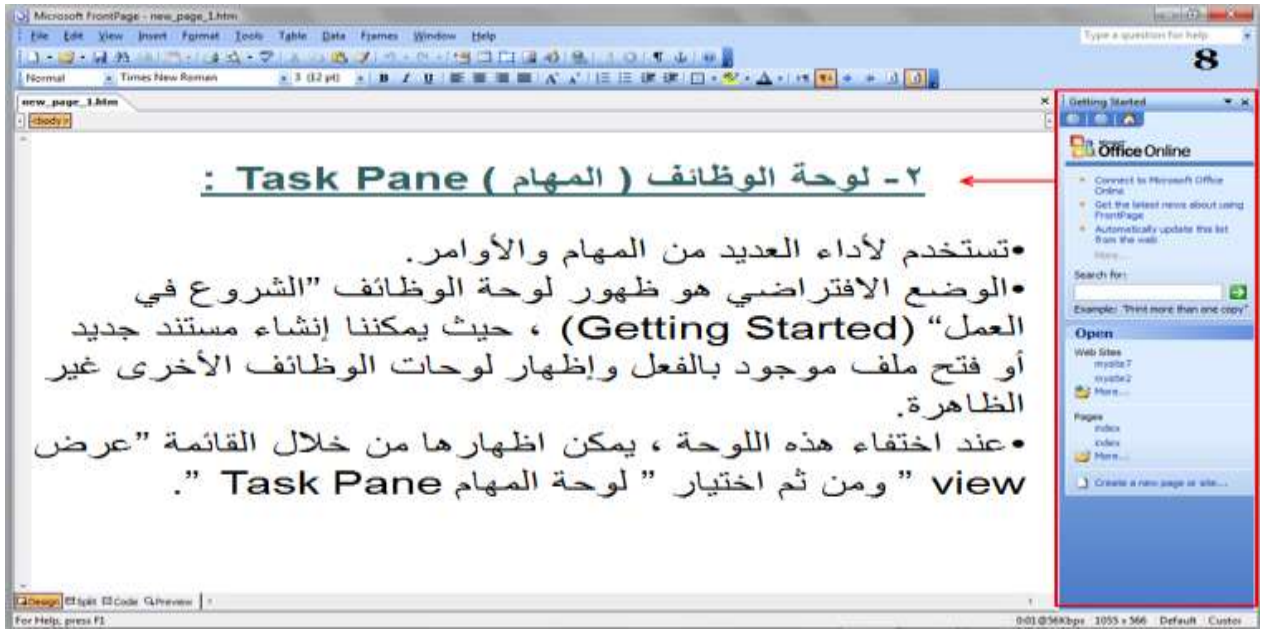 Microsoft FrontPage - new_page_1.htm
File Edit View Insert Format Tools Table Data Frames Window Help
Type a question for help
8
Normal Times New Roman 3 (12 pt) B I U
new_page_1.htm
<body>
٢- لوحة الوظائف ( المهام ) Task Pane :
•تستخدم لأداء العديد من المهام والأوامر.
•الوضع الافتراضي هو ظهور لوحة الوظائف ”الشروع في
العمل“ (Getting Started) ، حيث يمكننا إنشاء مستند جديد
أو فتح ملف موجود بالفعل وإظهار لوحات الوظائف الأخرى غير
الظاهرة.
•عند اختفاء هذه اللوحة ، يمكن اظهارها من خلال القائمة ”عرض
view ” ومن ثم اختيار ” لوحة المهام Task Pane ”.
Getting Started
Microsoft
Office Online
Connect to Microsoft Office
Online
Get the latest news about using
FrontPage
Automatically update this list
from the web
More...
Search for:
Example: "Print more than one copy"
Open
Web Sites
mysite7
mysite2
More...
Pages
index
index
More...
Create a new page or site...
Design Split Code Preview
For Help, press F1
0:01@56Kbps 1055 x 566 Default Custom